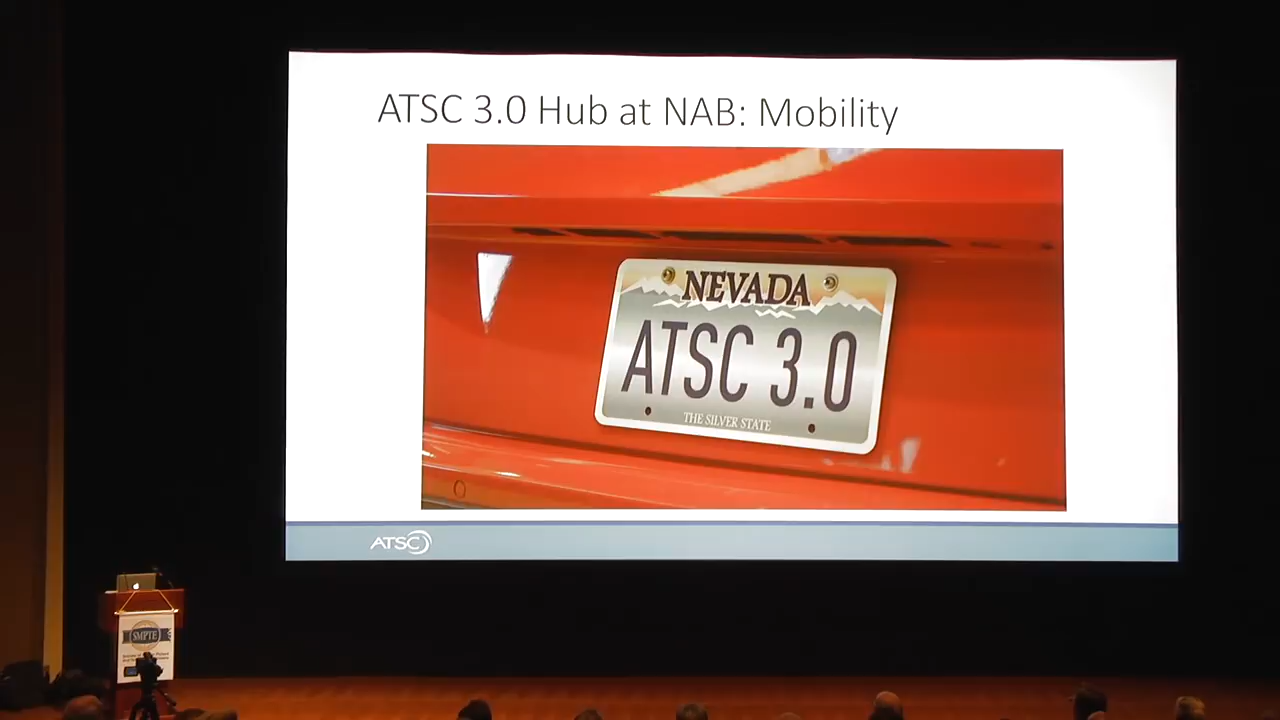 ATSC 3.0 Hub at NAB: Mobility
NEVADA
ATSC 3.0
THE SILVER STATE
ATSC
SMPTE